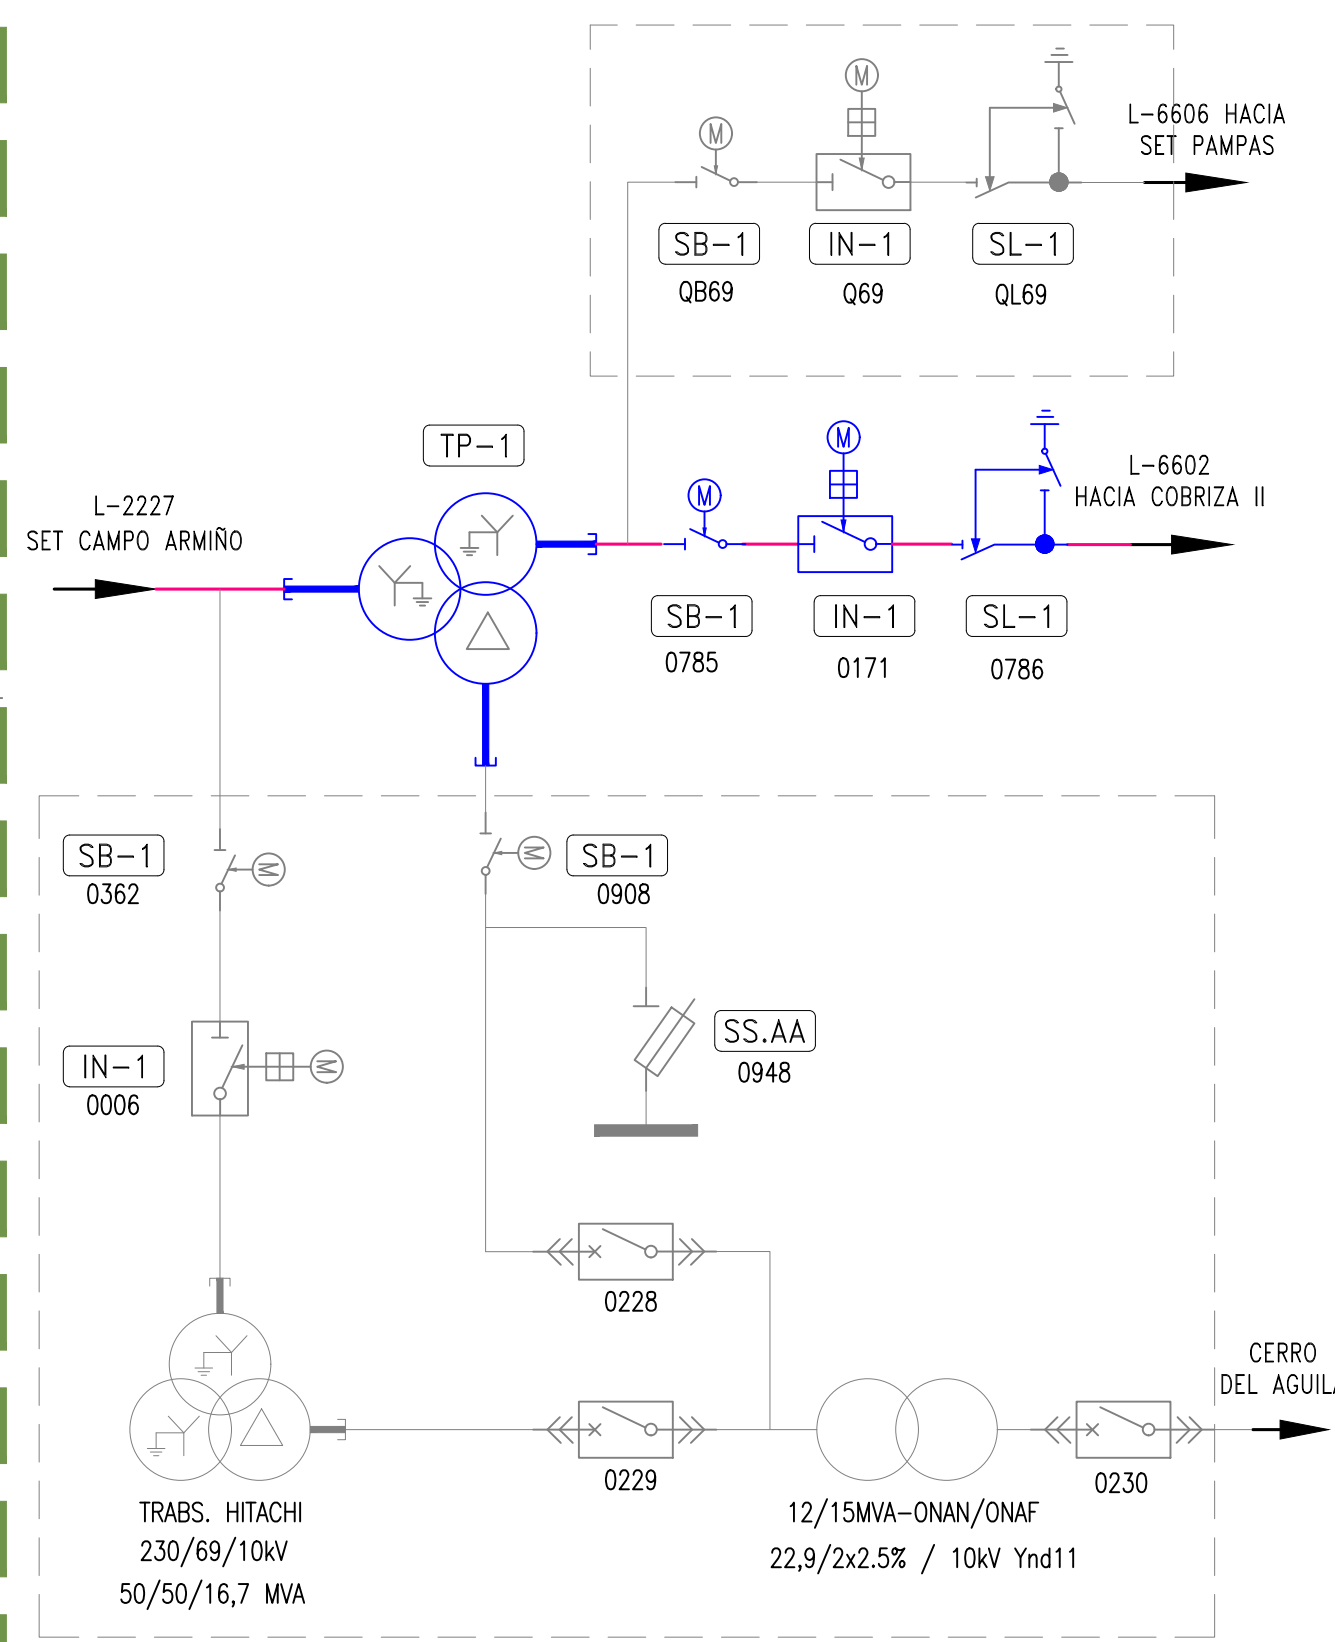 M
M
L-6606 HACIA
SET PAMPAS
SB-1
IN-1
SL-1
QB69
Q69
QL69
TP-1
M
M
L-6602
HACIA COBRIZA II
L-2227
SET CAMPO ARMIÑO
SB-1
IN-1
SL-1
0785
0171
0786
SB-1
0362
M
M
SB-1
0908
IN-1
0006
M
SS.AA
0948
0228
CERRO
DEL AGUILA
0229
0230
TRABS. HITACHI
230/69/10kV
50/50/16,7 MVA
12/15MVA-ONAN/ONAF
22,9/2x2.5% / 10kV Ynd11